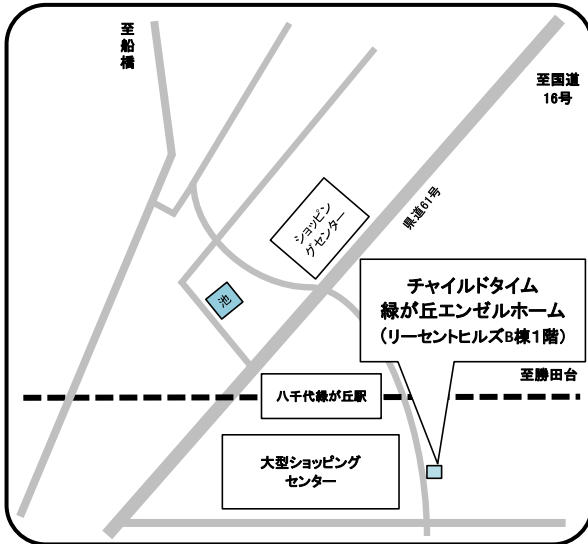 至船橋
至国道
16号
ショッピン
グセンター
県道61号
池
チャイルドタイム
緑が丘エンゼルホーム
（リーセントヒルズB棟1階）
至勝田台
八千代緑が丘駅
大型ショッピング
センター